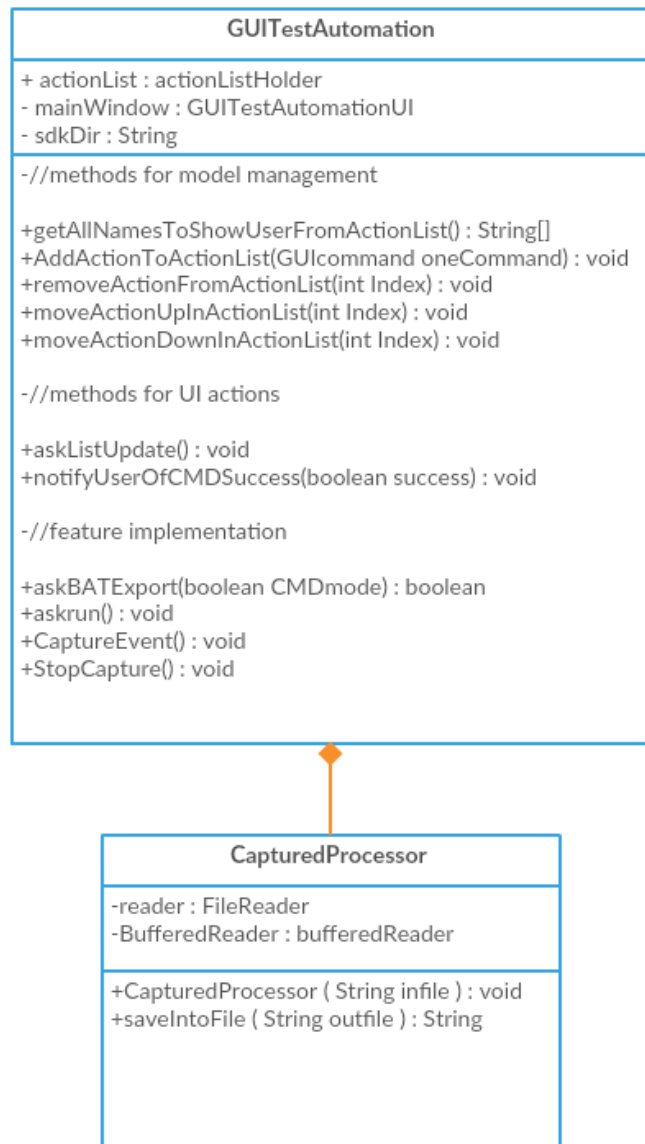 GUITestAutomation
+ actionList : actionListHolder
- mainWindow : GUITestAutomationUI
- sdkDir : String
-//methods for model management
+getAllNamesToShowUserFromActionList() : String[]
+AddActionToActionList(GUIcommand oneCommand) : void
+removeActionFromActionList(int Index) : void
+moveActionUpInActionList(int Index) : void
+moveActionDownInActionList(int Index) : void
-//methods for UI actions
+askListUpdate() : void
+notifyUserOfCMDSuccess(boolean success) : void
-//feature implementation
+askBATExport(boolean CMDmode) : boolean
+askrun() : void
+CaptureEvent() : void
+StopCapture() : void
CapturedProcessor
-reader : FileReader
-BufferedReader : bufferedReader
+CapturedProcessor ( String infile ) : void
+saveIntoFile ( String outfile ) : String